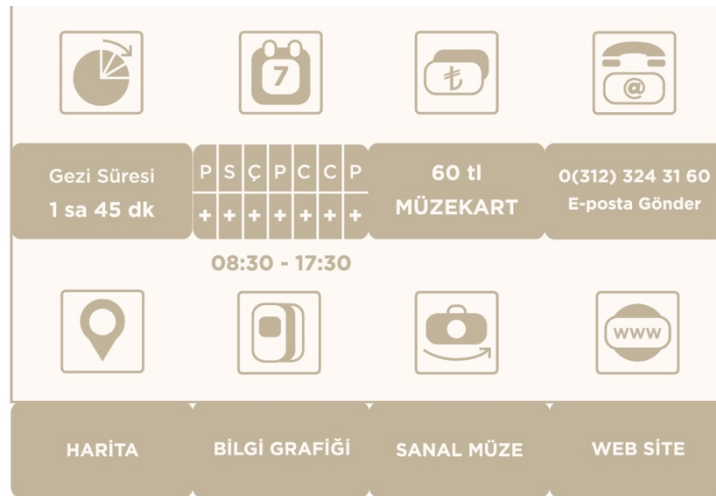 7
₺
@
Gezi Süresi
1 sa 45 dk
P S Ç P C C P
+ + + + + + +
08:30 - 17:30
60 tl
MÜZEKART
0(312) 324 31 60
E-posta Gönder
www
HARİTA
BİLGİ GRAFİĞİ
SANAL MÜZE
WEB SİTE